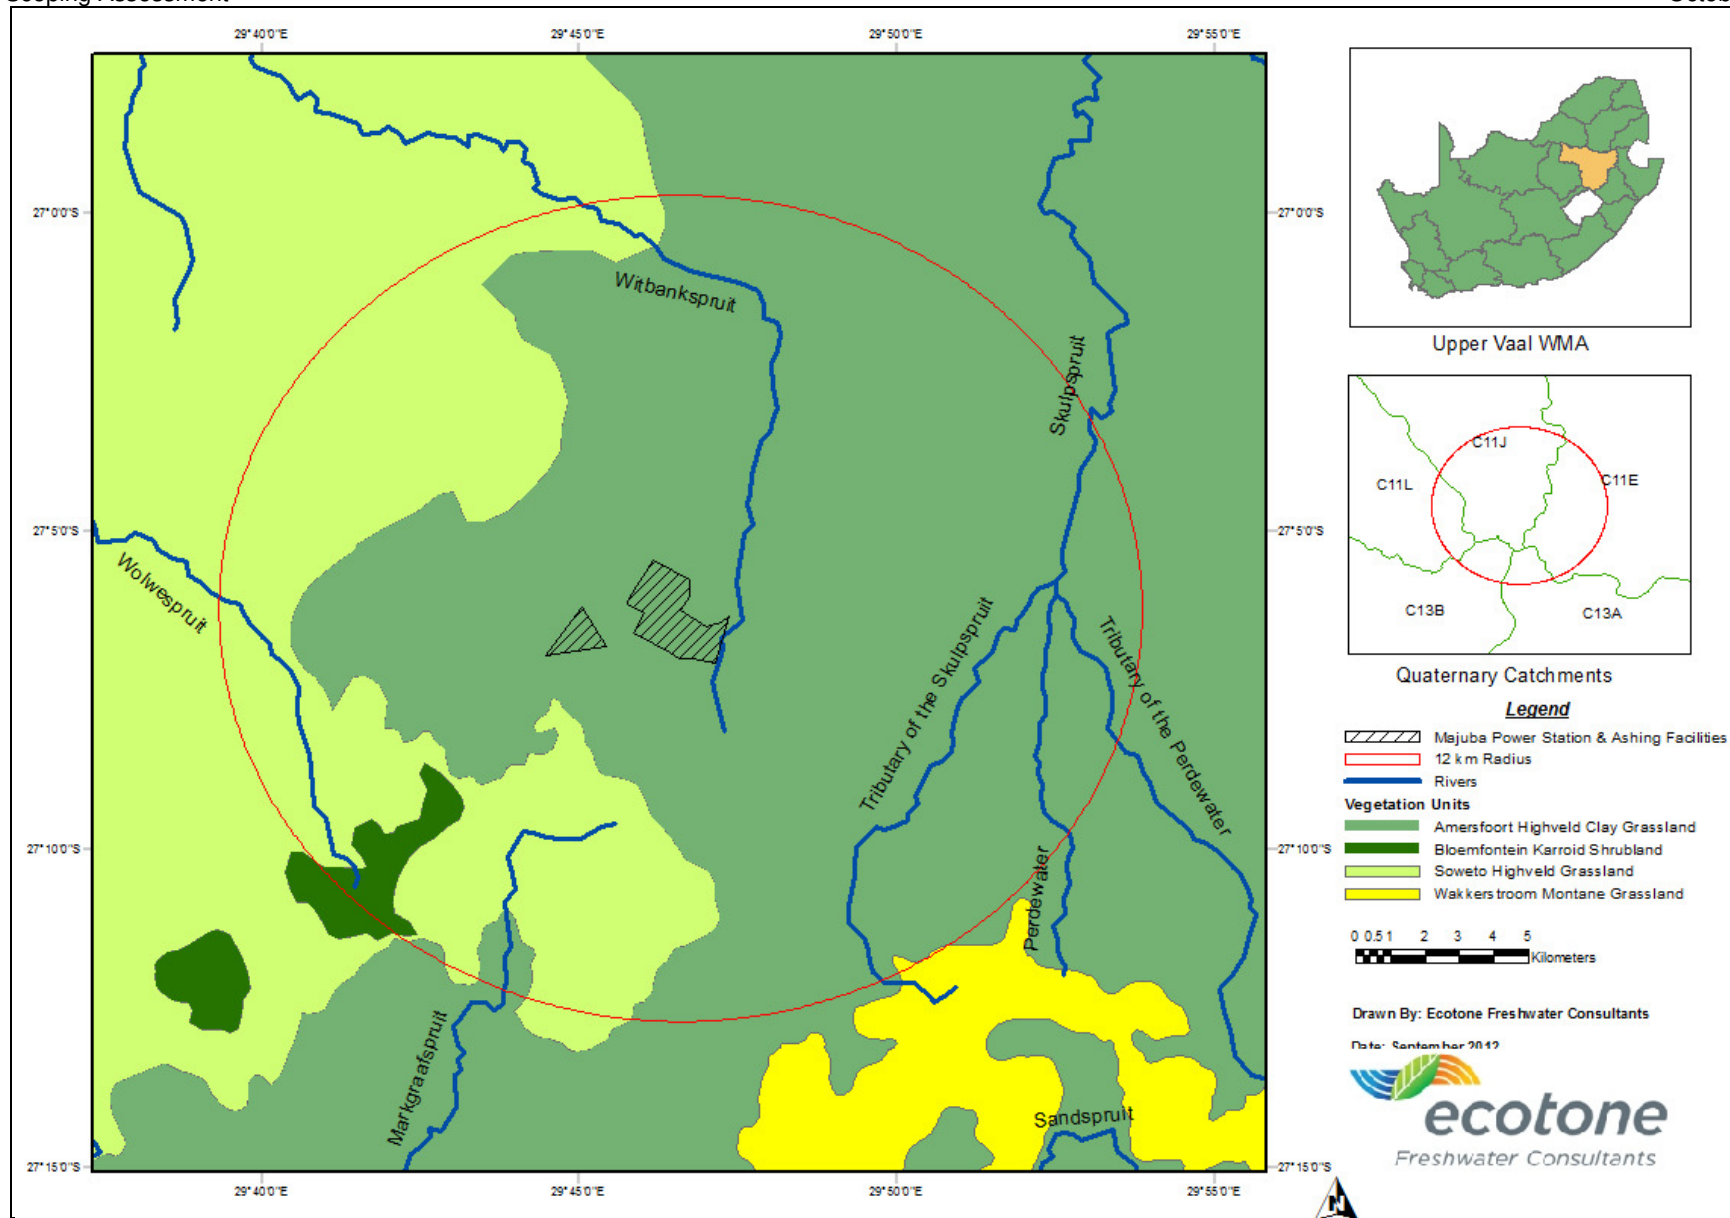 Scoping Assessment
29°40'0"E 29°45'0"E 29°50'0"E 29°55'0"E
27°0'0"S 27°0'0"S
Witbankspruit
Skulpspruit
27°5'0"S 27°5'0"S
Wolwespruit
Tributary of the Skulpspruit
Tributary of the Perdewater
27°10'0"S 27°10'0"S
Perdewater
Markgraafspruit
Sandspruit
27°15'0"S 27°15'0"S
29°40'0"E 29°45'0"E 29°50'0"E 29°55'0"E
Upper Vaal WMA
C11J
C11L
C11E
C13B
C13A
Quaternary Catchments
Legend
Majuba Power Station & Ashing Facilities
12 km Radius
Rivers
Vegetation Units
Amersfoort Highveld Clay Grassland
Bloemfontein Karroid Shrubland
Soweto Highveld Grassland
Wakkerstroom Montane Grassland
0 0.5 1 2 3 4 5
Kilometers
Drawn By: Ecotone Freshwater Consultants
Date: September 2012
ecotone
Freshwater Consultants
N